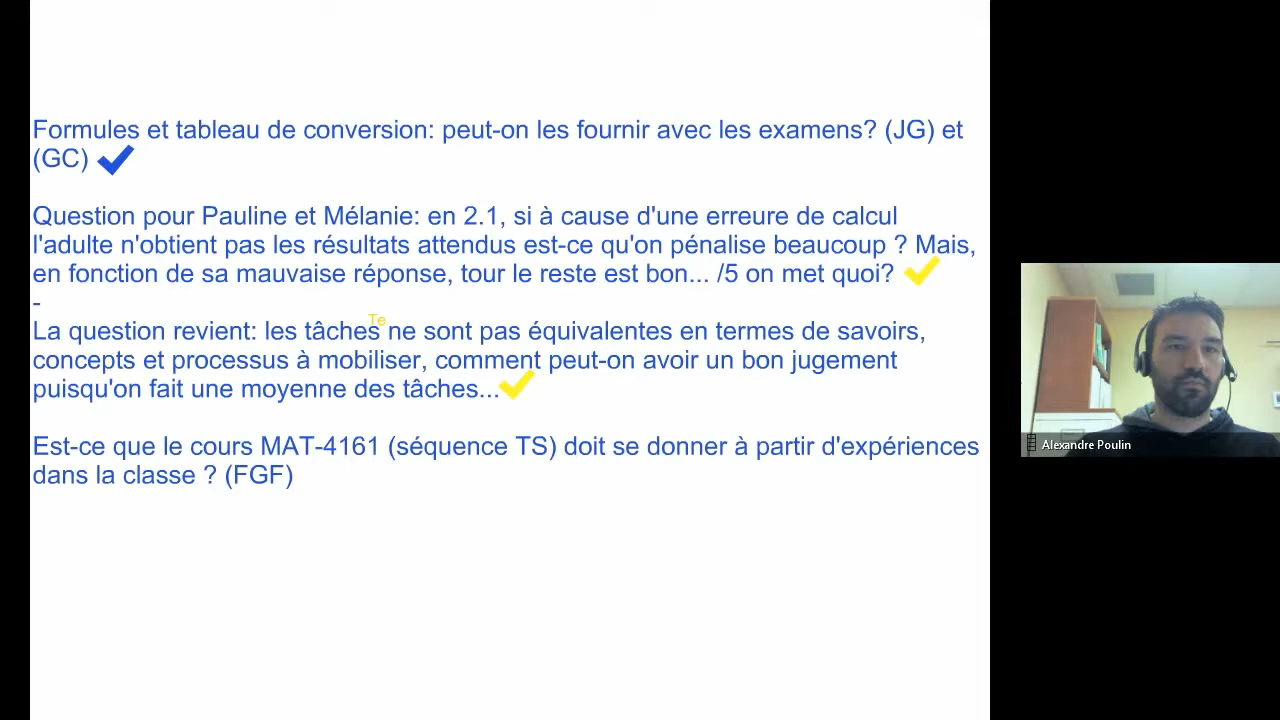 Formules et tableau de conversion: peut-on les fournir avec les examens? (JG) et
(GC)
Question pour Pauline et Mélanie: en 2.1, si à cause d'une erreure de calcul
l'adulte n'obtient pas les résultats attendus est-ce qu'on pénalise beaucoup ? Mais,
en fonction de sa mauvaise réponse, tour le reste est bon... /5 on met quoi?
-
Te
La question revient: les tâches ne sont pas équivalentes en termes de savoirs,
concepts et processus à mobiliser, comment peut-on avoir un bon jugement
puisqu'on fait une moyenne des tâches...
Est-ce que le cours MAT-4161 (séquence TS) doit se donner à partir d'expériences
dans la classe ? (FGF)
Alexandre Poulin